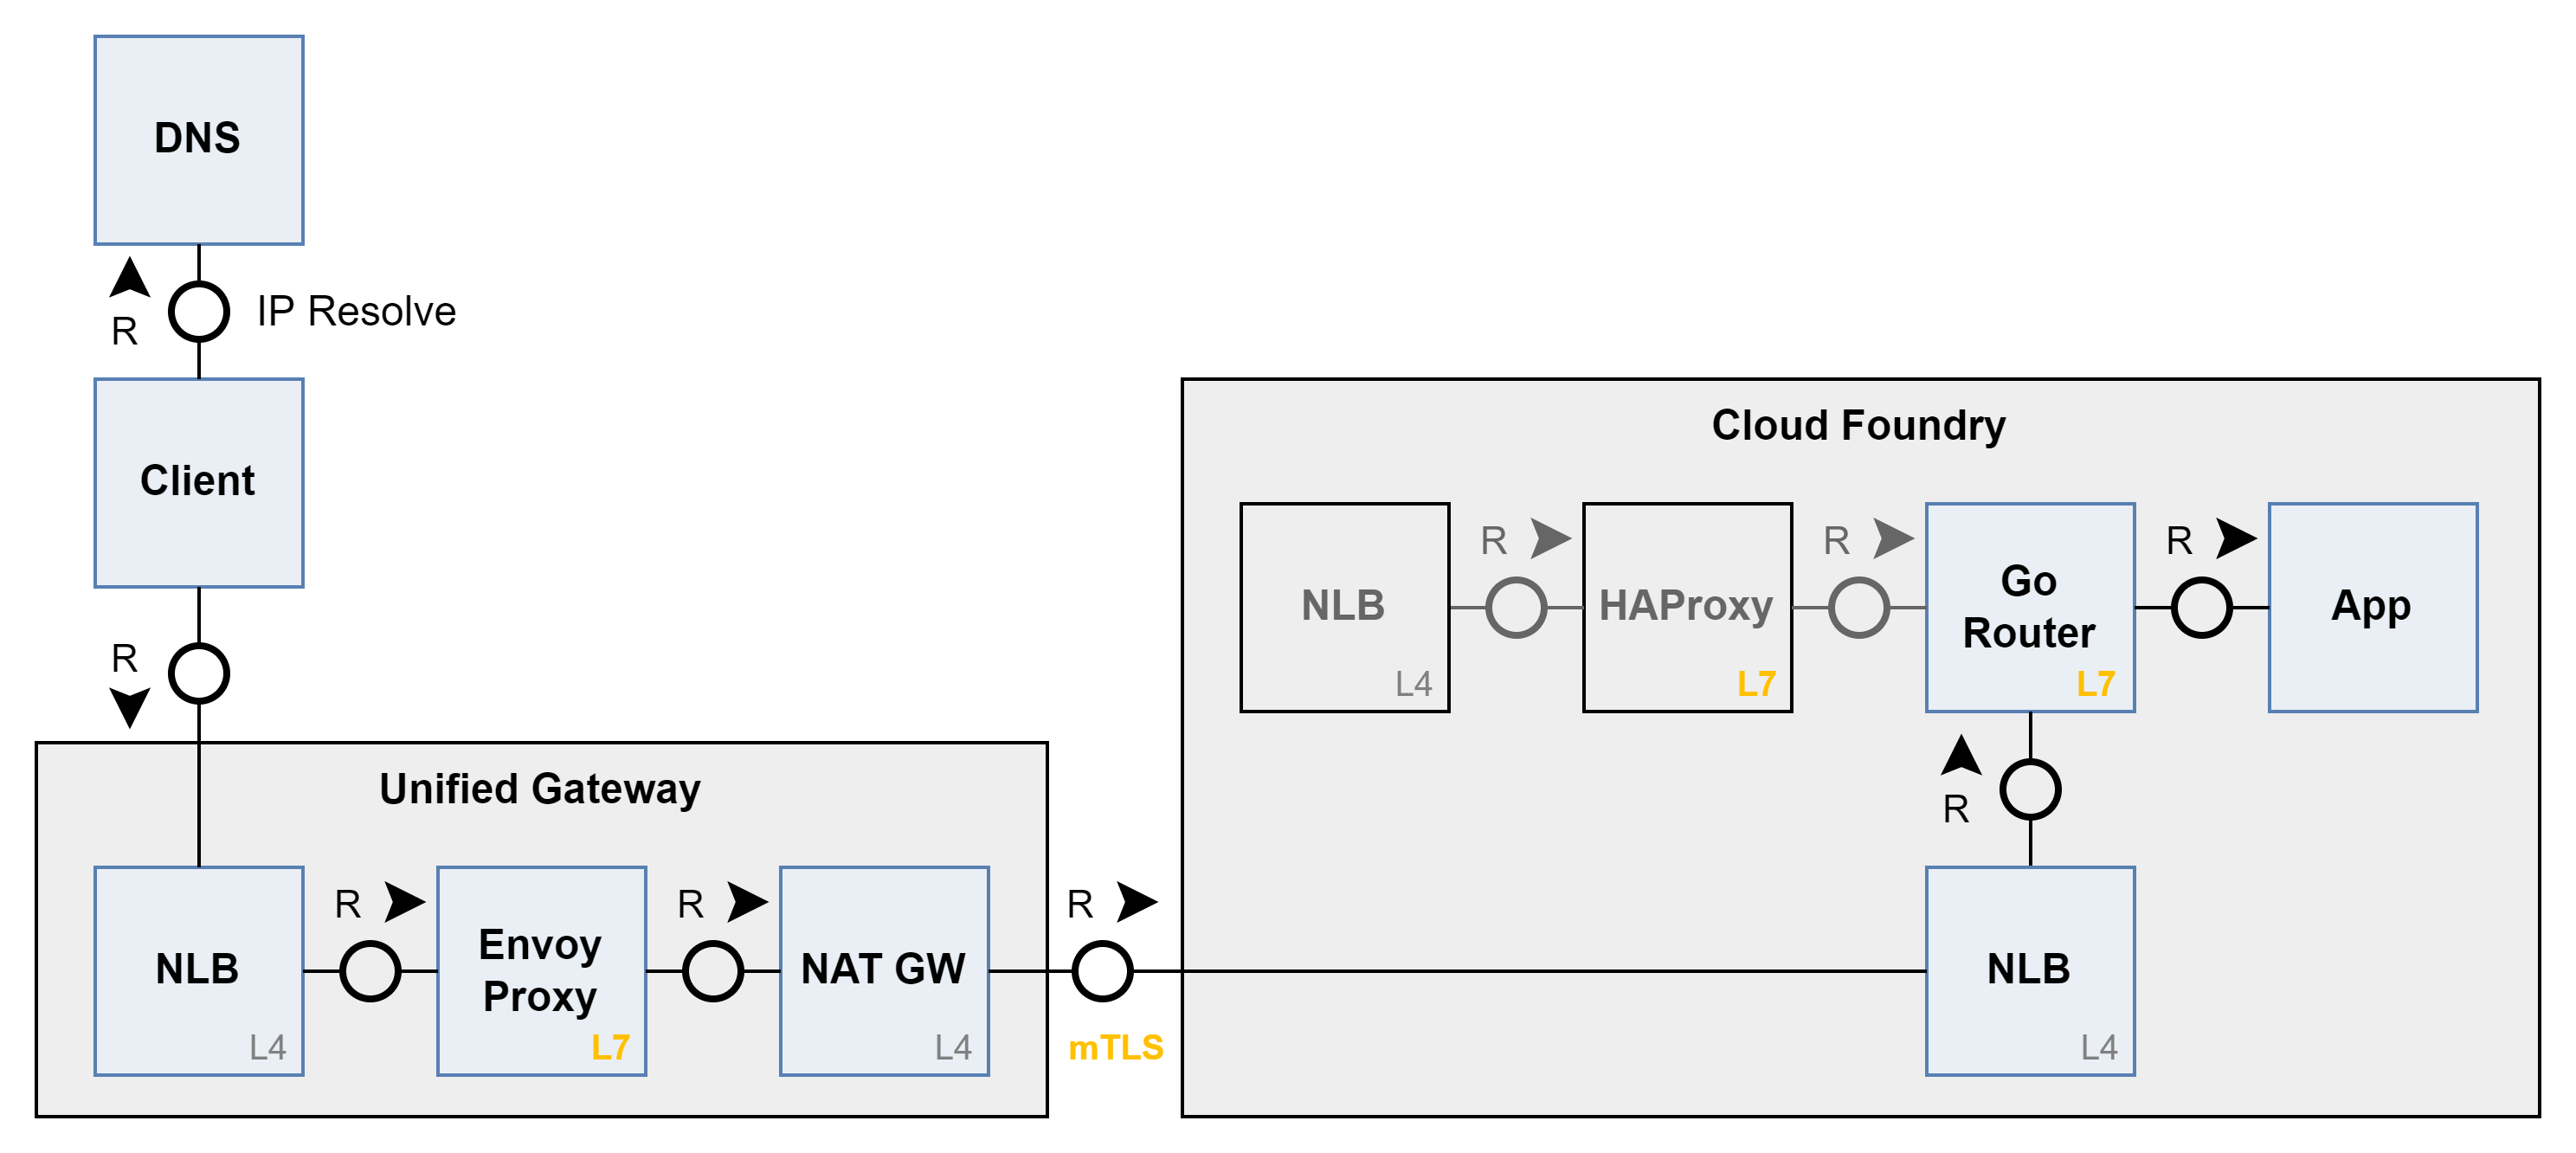 DNS
R
IP Resolve
Client
R
Cloud Foundry
NLB
L4
R
HAProxy
L7
R
Go
Router
L7
R
App
Unified Gateway
NLB
L4
R
Envoy
Proxy
L7
R
NAT GW
L4
R
mTLS
R
NLB
L4